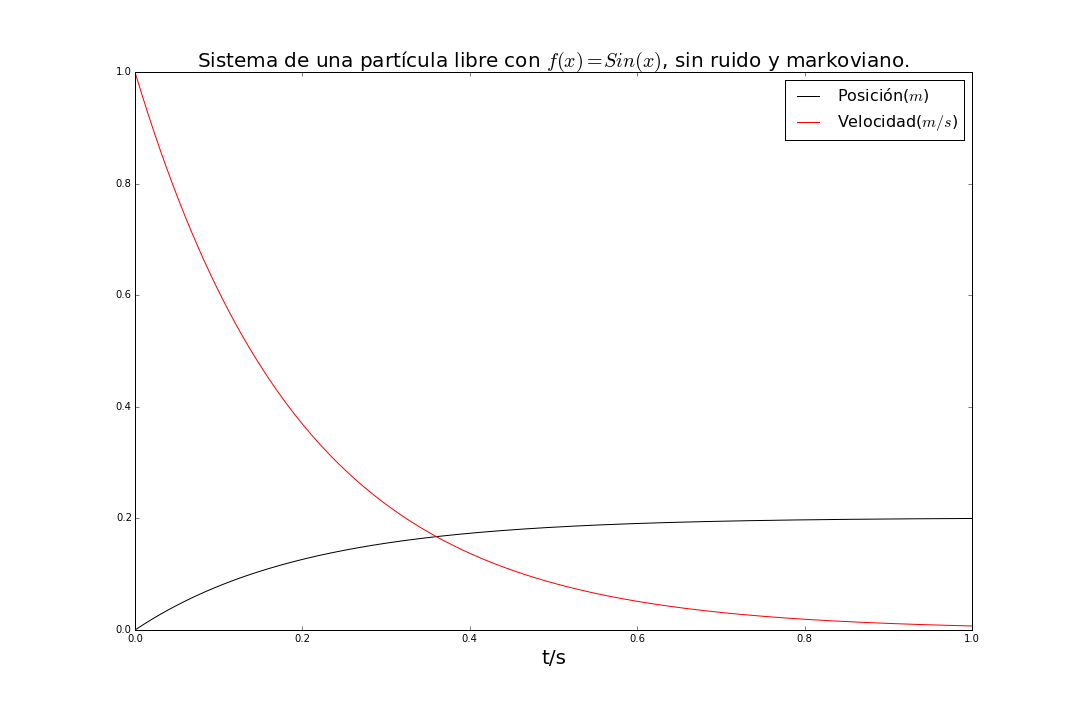 Sistema de una partícula libre con f(x)=Sin(x), sin ruido y markoviano.
1.0
Posición(m)
Velocidad(m/s)
0.8
0.6
0.4
0.2
0.0
0.0 0.2 0.4 0.6 0.8 1.0
t/s